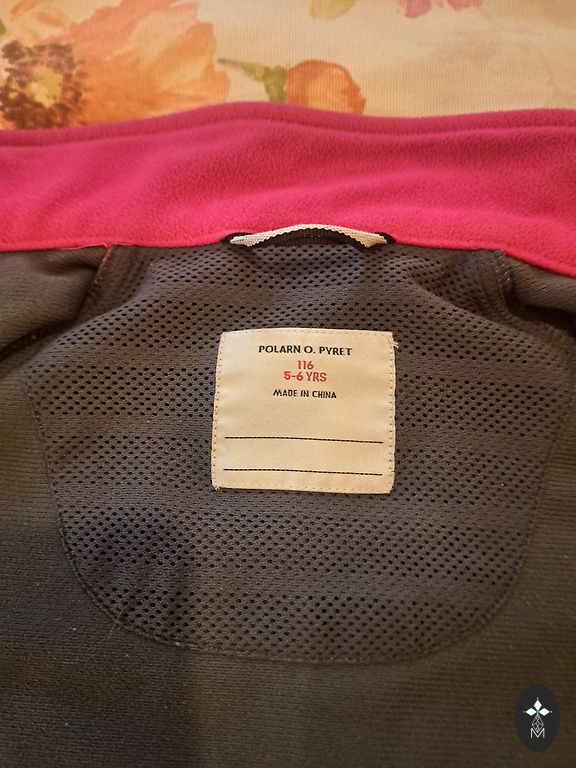 POLARN O. PYRET
116
5-6 YRS
MADE IN CHINA